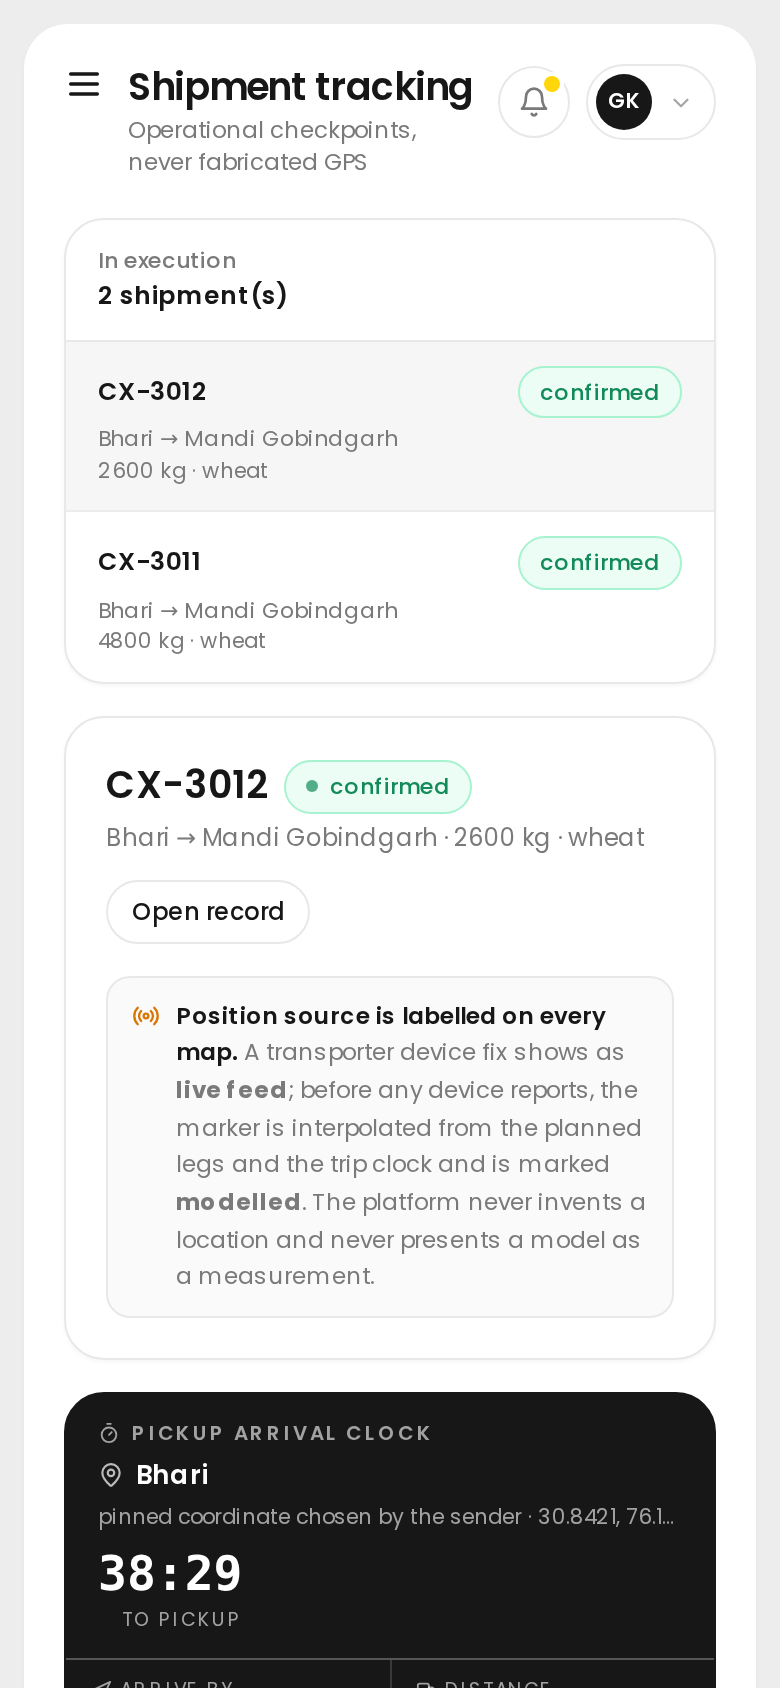 Shipment tracking
GK
Operational checkpoints,
never fabricated GPS
In execution
2 shipment(s)
CX-3012
confirmed
Bhari → Mandi Gobindgarh
2600 kg · wheat
CX-3011
confirmed
Bhari → Mandi Gobindgarh
4800 kg · wheat
CX-3012
confirmed
Bhari → Mandi Gobindgarh · 2600 kg · wheat
Open record
Position source is labelled on every
map. A transporter device fix shows as
live feed; before any device reports, the
marker is interpolated from the planned
legs and the trip clock and is marked
modelled. The platform never invents a
location and never presents a model as
a measurement.
PICKUP ARRIVAL CLOCK
Bhari
pinned coordinate chosen by the sender · 30.8421, 76.1...
38:29
TO PICKUP
ARRIVE BY
DISTANCE